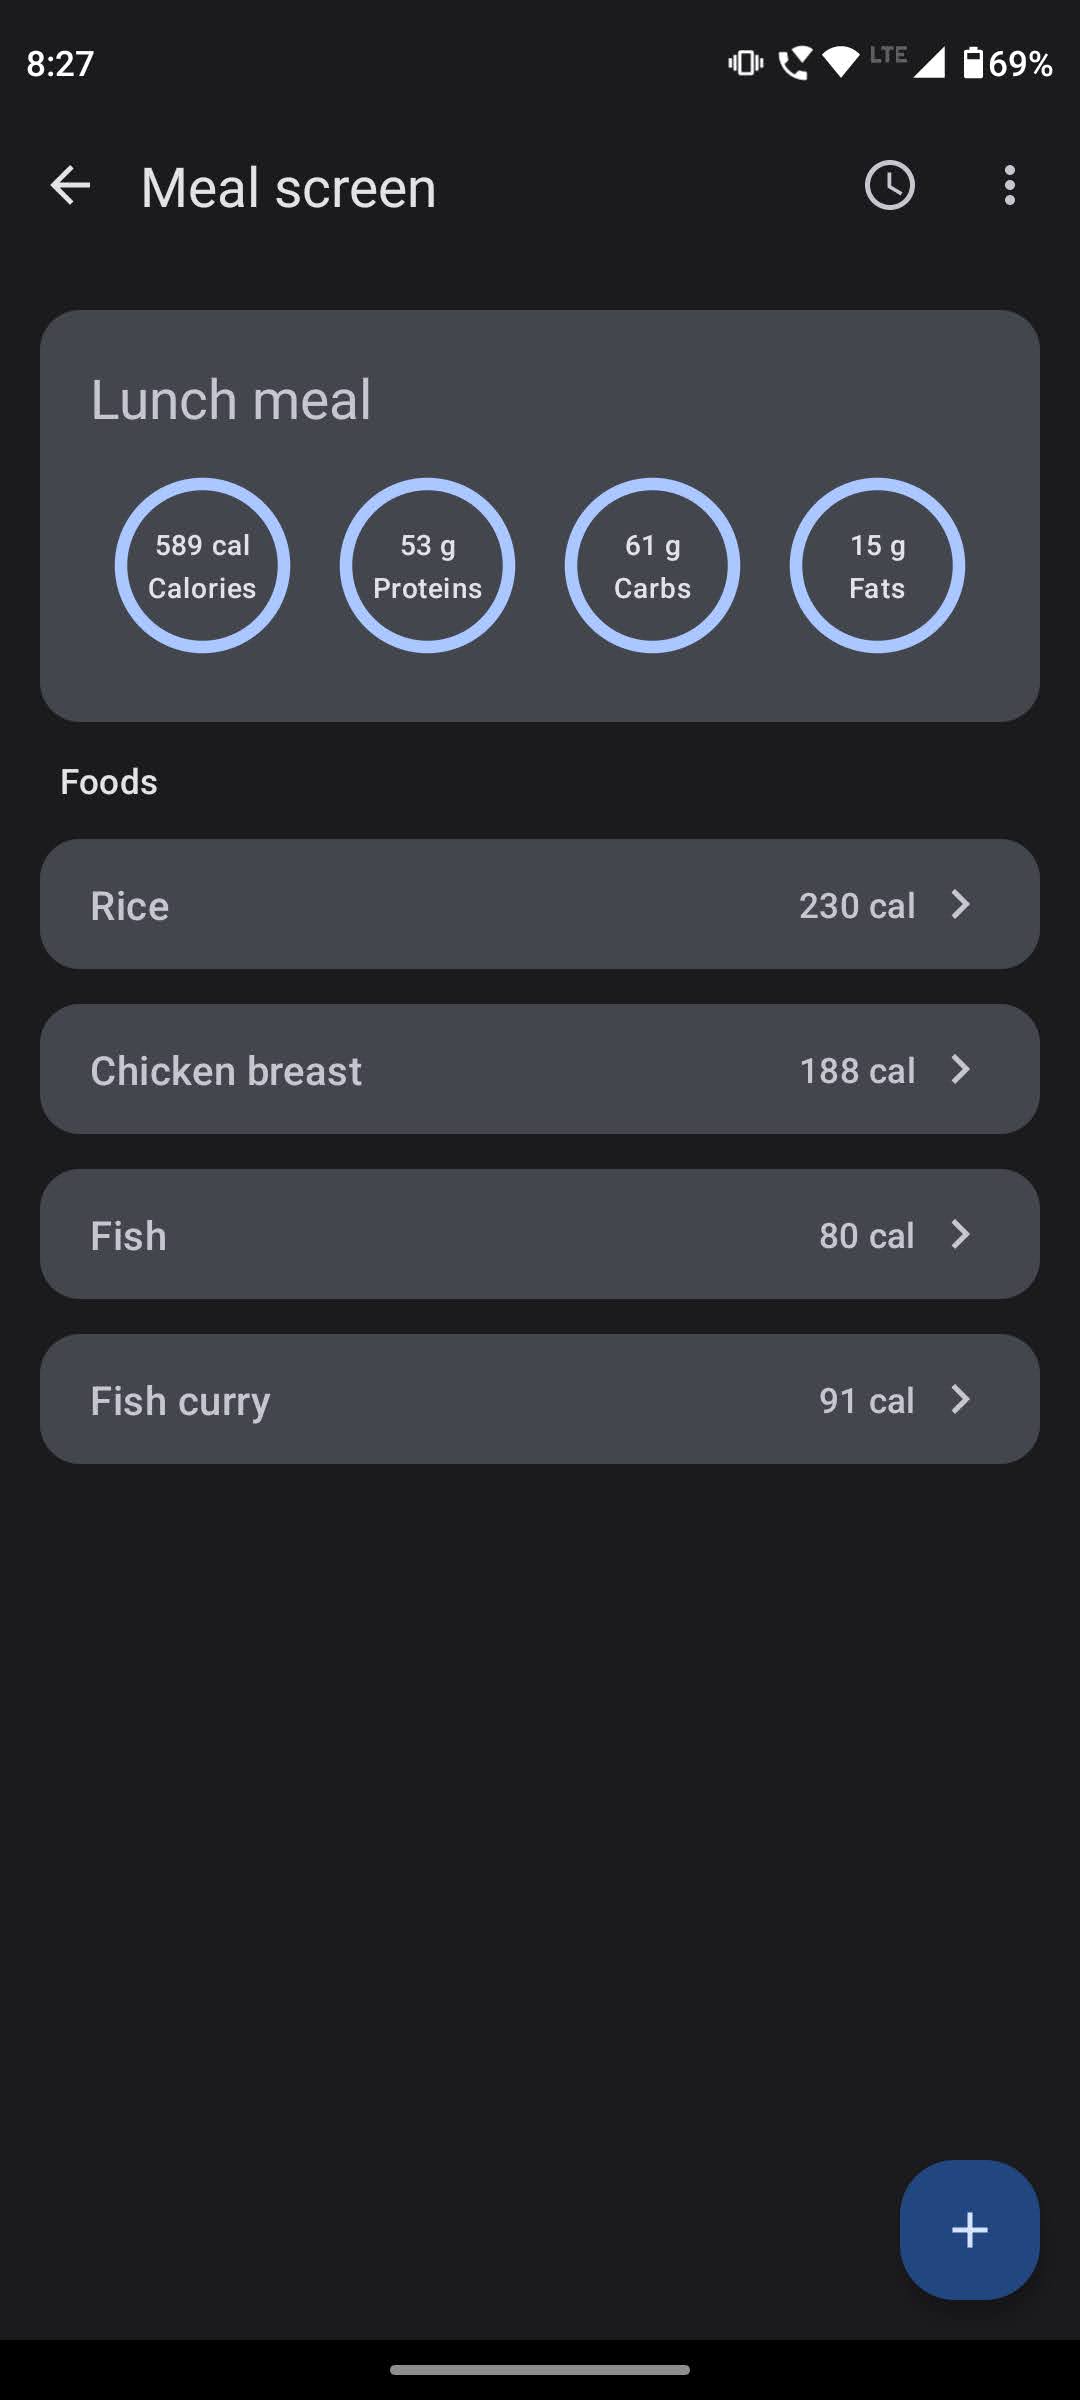 8:27
LTE
69%
Meal screen
Lunch meal
589 cal
Calories
53 g
Proteins
61 g
Carbs
15 g
Fats
Foods
Rice
230 cal
Chicken breast
188 cal
Fish
80 cal
Fish curry
91 cal